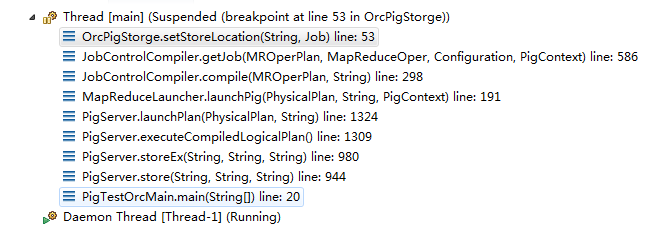 Thread [main] (Suspended (breakpoint at line 53 in OrcPigStorge))
OrcPigStorge.setStoreLocation(String, Job) line: 53
JobControlCompiler.getJob(MROperPlan, MapReduceOper, Configuration, PigContext) line: 586
JobControlCompiler.compile(MROperPlan, String) line: 298
MapReduceLauncher.launchPig(PhysicalPlan, String, PigContext) line: 191
PigServer.launchPlan(PhysicalPlan, String) line: 1324
PigServer.executeCompiledLogicalPlan() line: 1309
PigServer.storeEx(String, String, String) line: 980
PigServer.store(String, String, String) line: 944
PigTestOrcMain.main(String[]) line: 20
Daemon Thread [Thread-1] (Running)